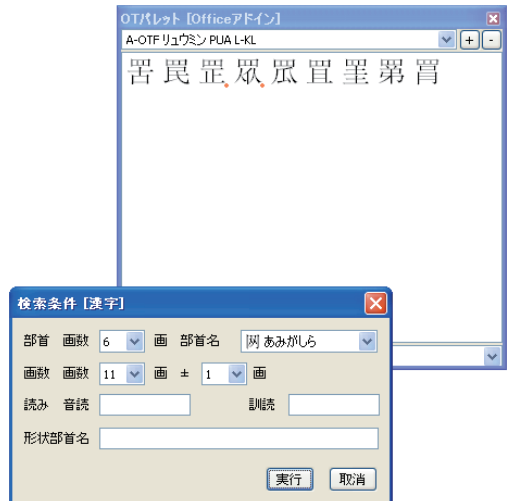 OTパレット [Officeアドイン]
A-OTF リュウミン PUA L-KL
+ -
罟 罠 罡 罛 罝 罣
検索条件 [漢字]
部首 画数 6 画 部首名 网 あみがしら
画数 画数 11 画 ± 1 画
読み 音読 訓読
形状部首名
実行 取消